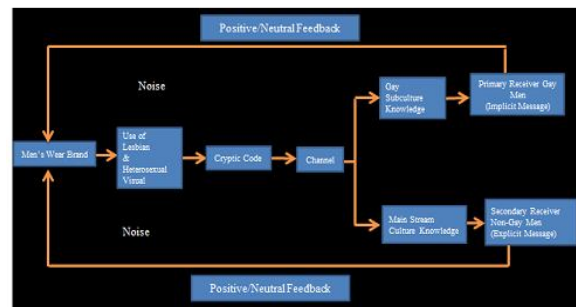 Positive/Neutral Feedback
Noise
Gay
Subculture
Knowledge
Primary Receiver Gay
Men
(Implicit Message)
Men's Wear Brand
Use of
Lesbian
&
Heterosexual
Visual
Cryptic Code
Channel
Noise
Main Stream
Culture Knowledge
Secondary Receiver
Non-Gay Men
(Explicit Message)
Positive/Neutral Feedback